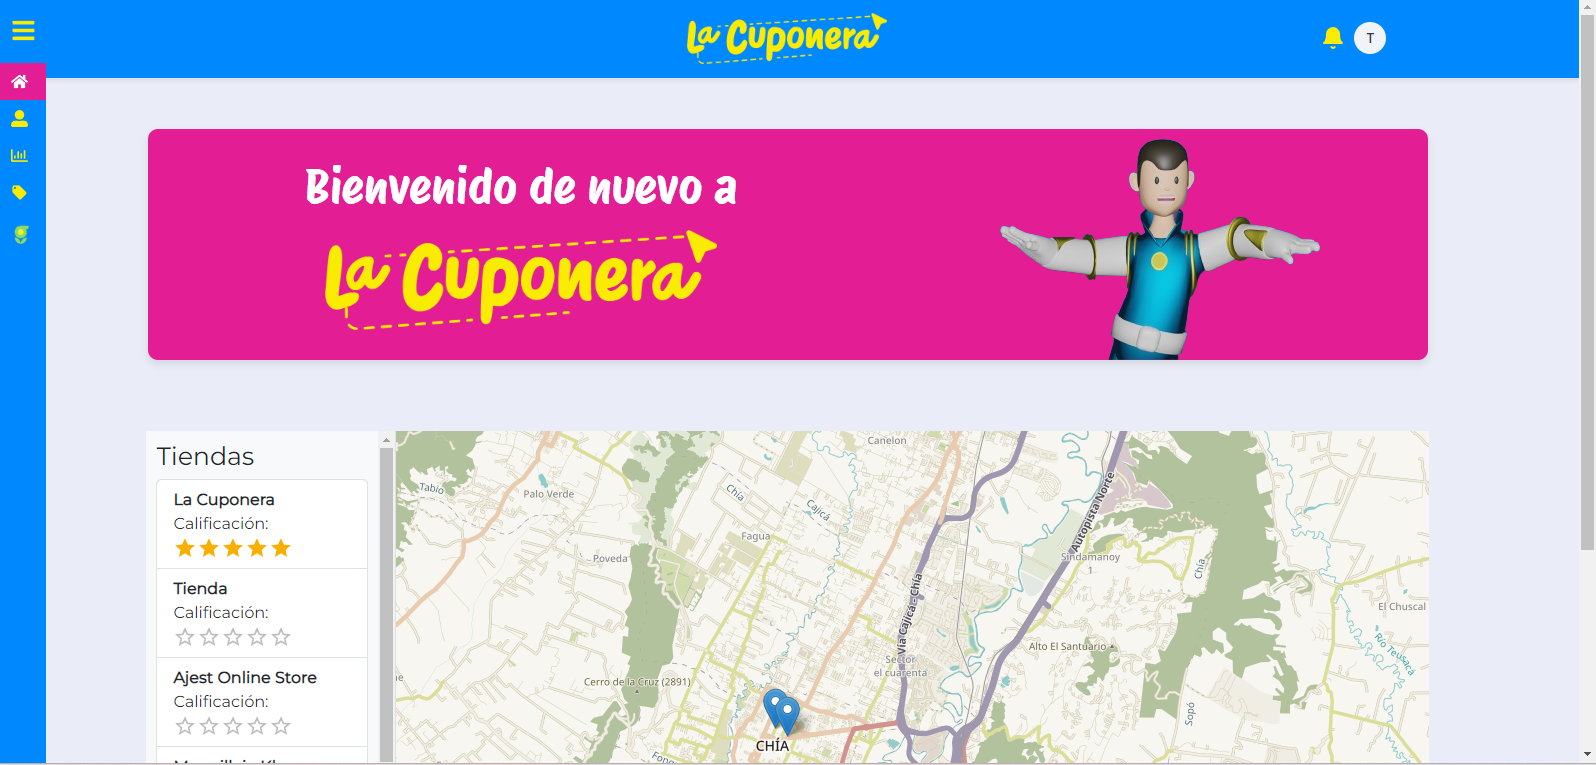 La Cuponera
T
Bienvenido de nuevo a
La Cuponera
Tiendas
La Cuponera
Calificación:
Tienda
Calificación:
Ajest Online Store
Calificación:
Canelon
Tabio
Palo Verde
Chía
Cajicá
Fagua
Poveda
Autopista Norte
Sindamanoy
1
Chía
Vía Cajicá - Chía
El Chuscal
Río Teusacá
Alto El Santuario
Sector
el cuarenta
Cerro de la Cruz (2891)
Sopó
CHÍA